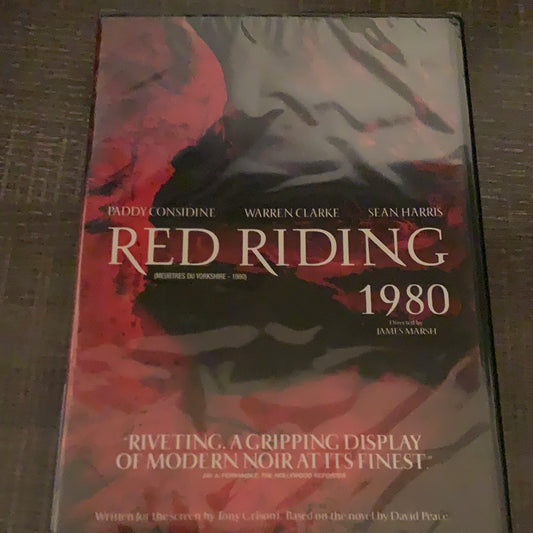 PADDY CONSIDINE WARREN CLARKE SEAN HARRIS
RED RIDING
(MEURTRES DU YORKSHIRE - 1980)
1980
Directed by
JAMES MARSH
"RIVETING. A GRIPPING DISPLAY
OF MODERN NOIR AT ITS FINEST."
THE HOLLYWOOD REPORTER
Written for the screen by Tony Grisoni. Based on the novel by David Peace.